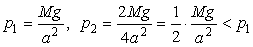 p₁ = Mg/a², p₂ = 2Mg/4a² = 1/2 · Mg/a² < p₁